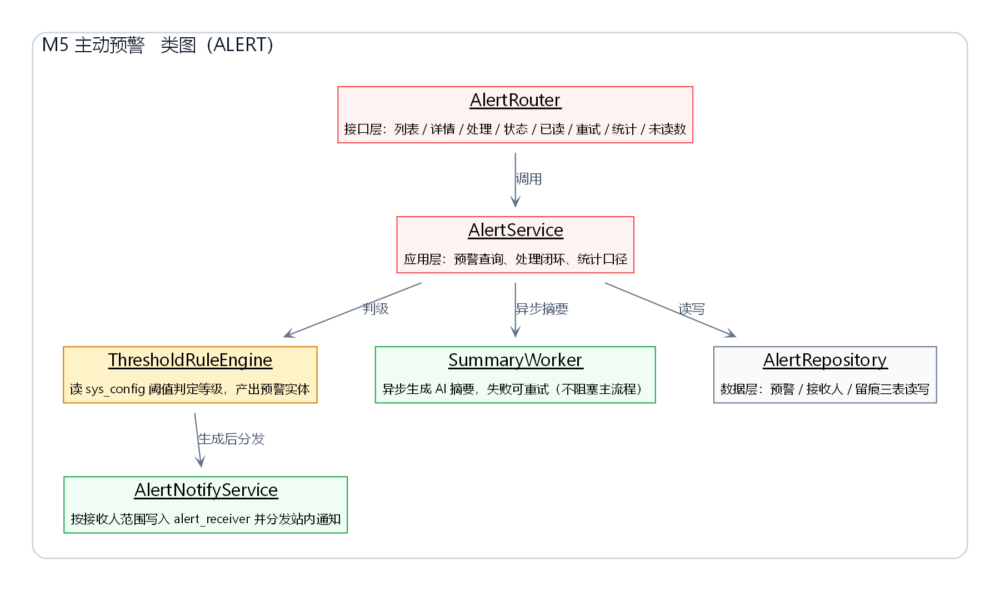 M5 主动预警 类图（ALERT）
AlertRouter
接口层：列表 / 详情 / 处理 / 状态 / 已读 / 重试 / 统计 / 未读数
调用
AlertService
应用层：预警查询、处理闭环、统计口径
判级
异步摘要
读写
ThresholdRuleEngine
读 sys_config 阈值判定等级，产出预警实体
SummaryWorker
异步生成 AI 摘要，失败可重试（不阻塞主流程）
AlertRepository
数据层：预警 / 接收人 / 留痕三表读写
生成后分发
AlertNotifyService
按接收人范围写入 alert_receiver 并分发站内通知